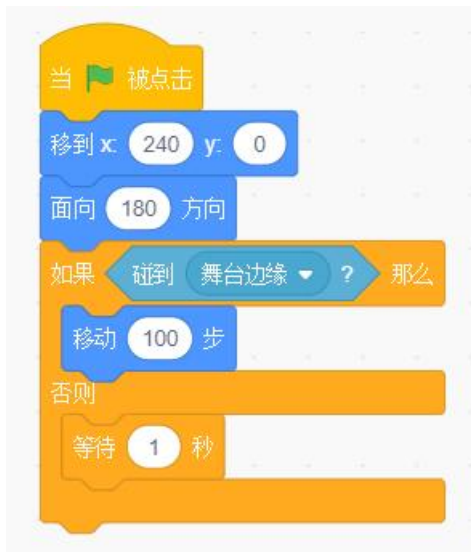 当 被点击
移到 x: 240 y: 0
面向 180 方向
如果 碰到 舞台边缘 ? 那么
移动 100 步
否则
等待 1 秒